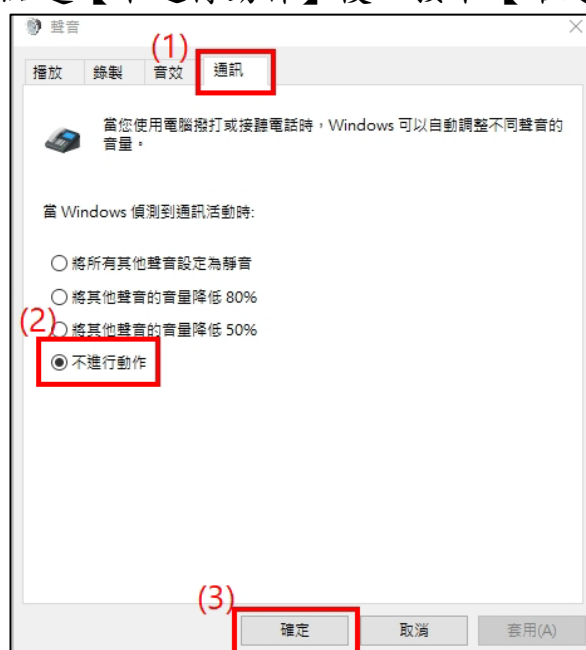 聲音
(1)
播放 錄製 音效 通訊
當您使用電腦撥打或接聽電話時，Windows 可以自動調整不同聲音的
音量。
當 Windows 偵測到通訊活動時:
將所有其他聲音設定為靜音
將其他聲音的音量降低 80%
(2)
將其他聲音的音量降低 50%
不進行動作
(3)
確定 取消 套用(A)